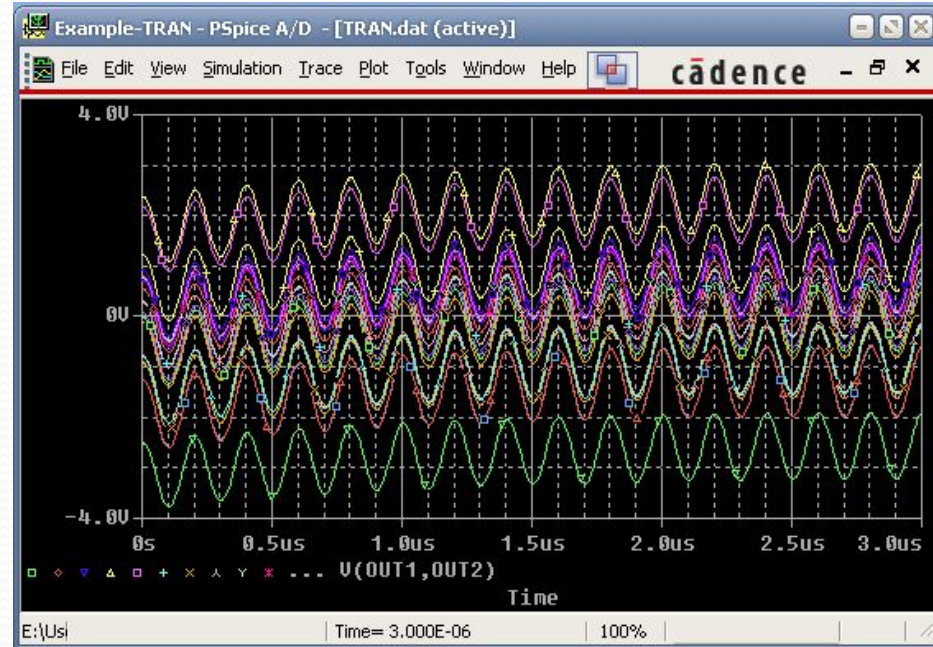 Example-TRAN - PSpice A/D - [TRAN.dat (active)]
File Edit View Simulation Trace Plot Tools Window Help cādence
4.0V
0V
-4.0V
0s 0.5us 1.0us 1.5us 2.0us 2.5us 3.0us
... V(OUT1,OUT2)
Time
E:\Usi Time= 3.000E-06 100%